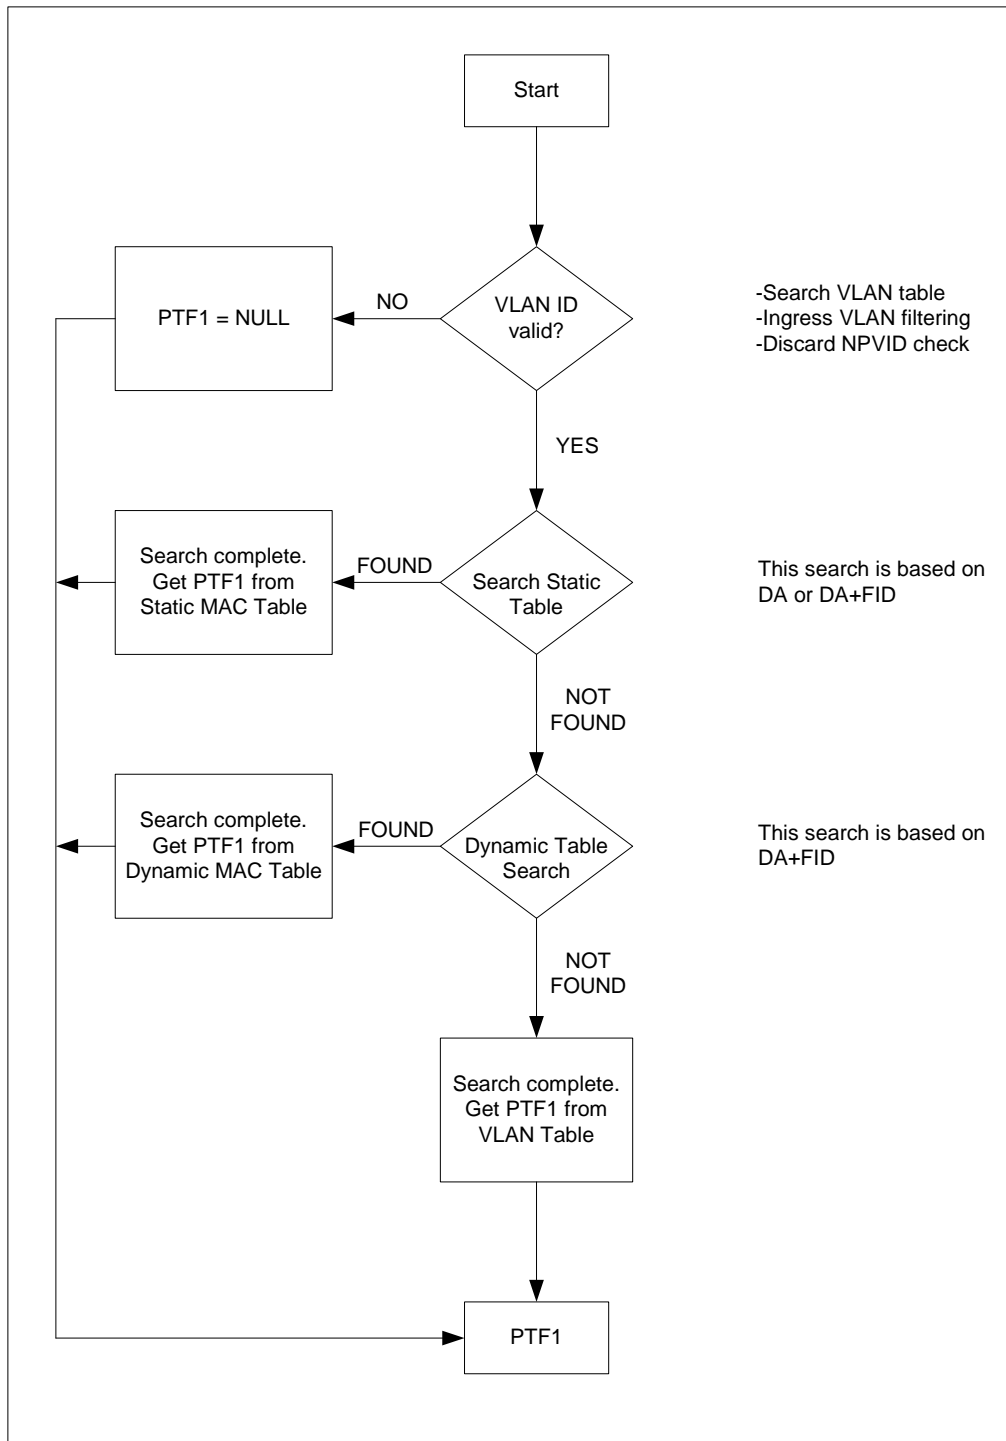 Start
PTF1 = NULL
NO
VLAN ID
valid?
-Search VLAN table
-Ingress VLAN filtering
-Discard NPVID check
YES
Search complete.
Get PTF1 from
Static MAC Table
FOUND
Search Static
Table
This search is based on
DA or DA+FID
NOT
FOUND
Search complete.
Get PTF1 from
Dynamic MAC Table
FOUND
Dynamic Table
Search
This search is based on
DA+FID
NOT
FOUND
Search complete.
Get PTF1 from
VLAN Table
PTF1